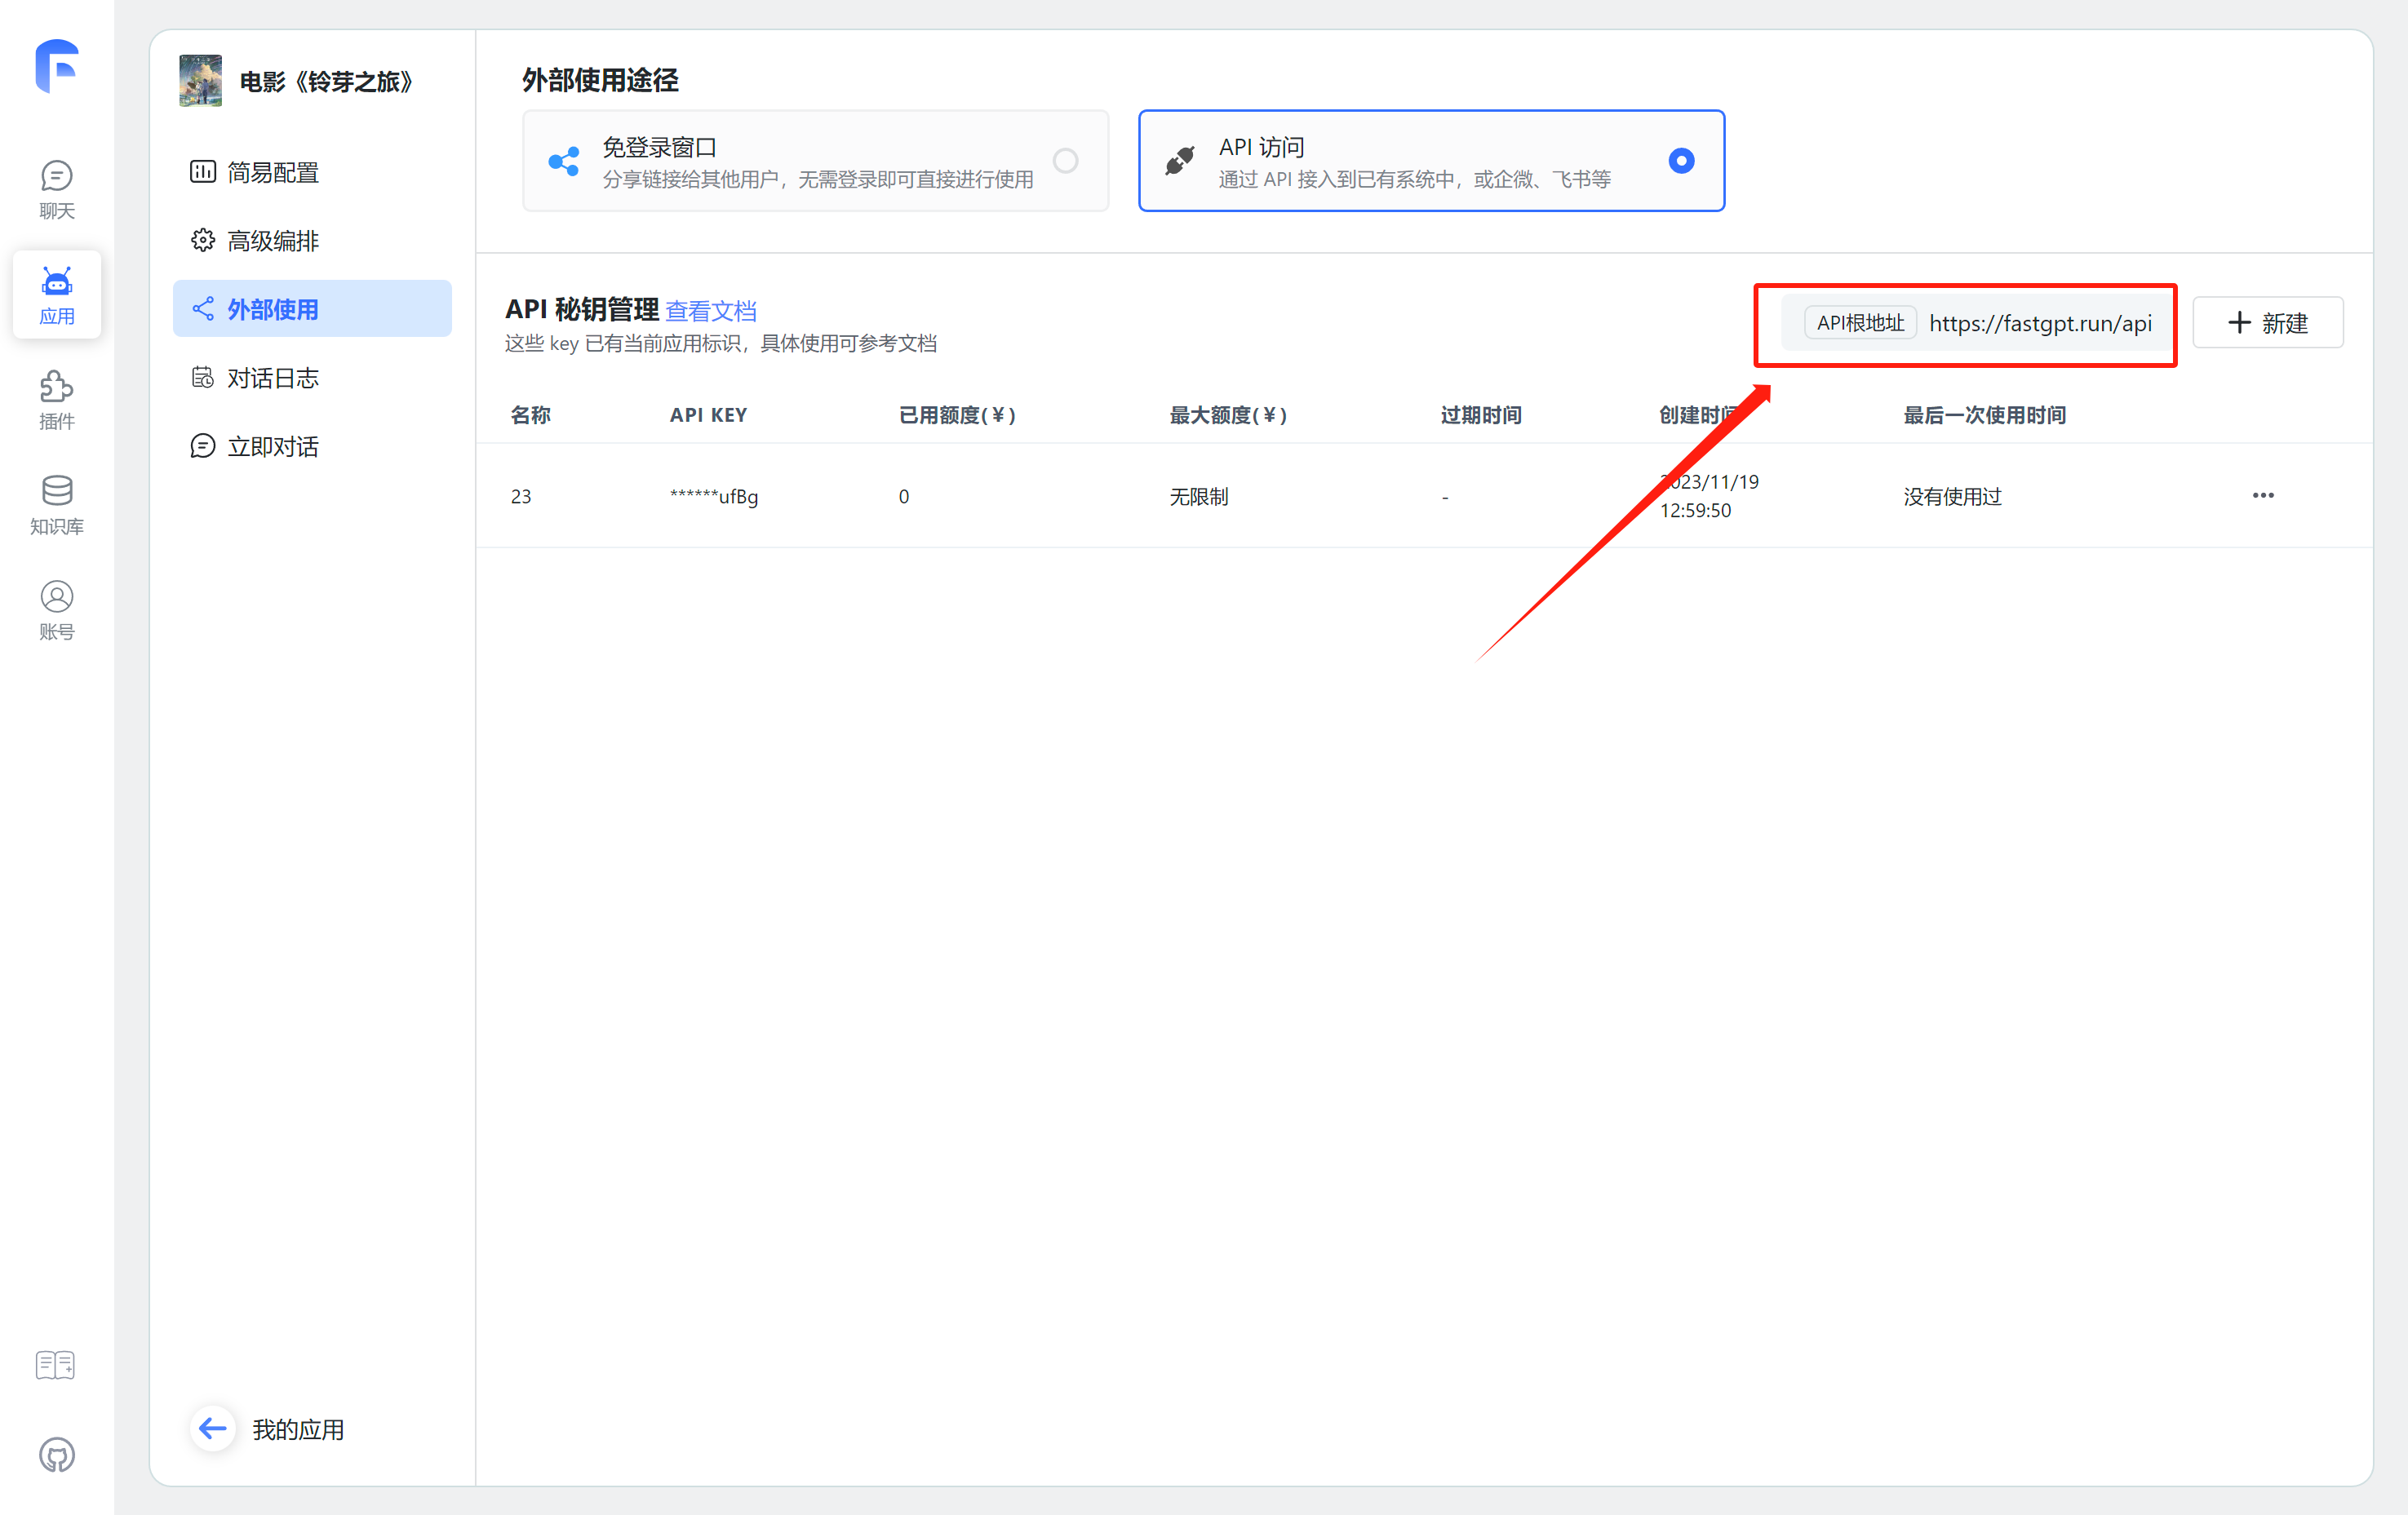 聊天
应用
插件
知识库
账号
电影《铃芽之旅》
简易配置
高级编排
外部使用
对话日志
立即对话
我的应用
外部使用途径
免登录窗口
分享链接给其他用户，无需登录即可直接进行使用
API 访问
通过 API 接入到已有系统中，或企微、飞书等
API 秘钥管理 查看文档
这些 key 已有当前应用标识，具体使用可参考文档
API根地址 https://fastgpt.run/api
新建
名称 API KEY 已用额度(¥) 最大额度(¥) 过期时间 创建时间 最后一次使用时间
23 ******ufBg 0 无限制 - 2023/11/19 12:59:50 没有使用过